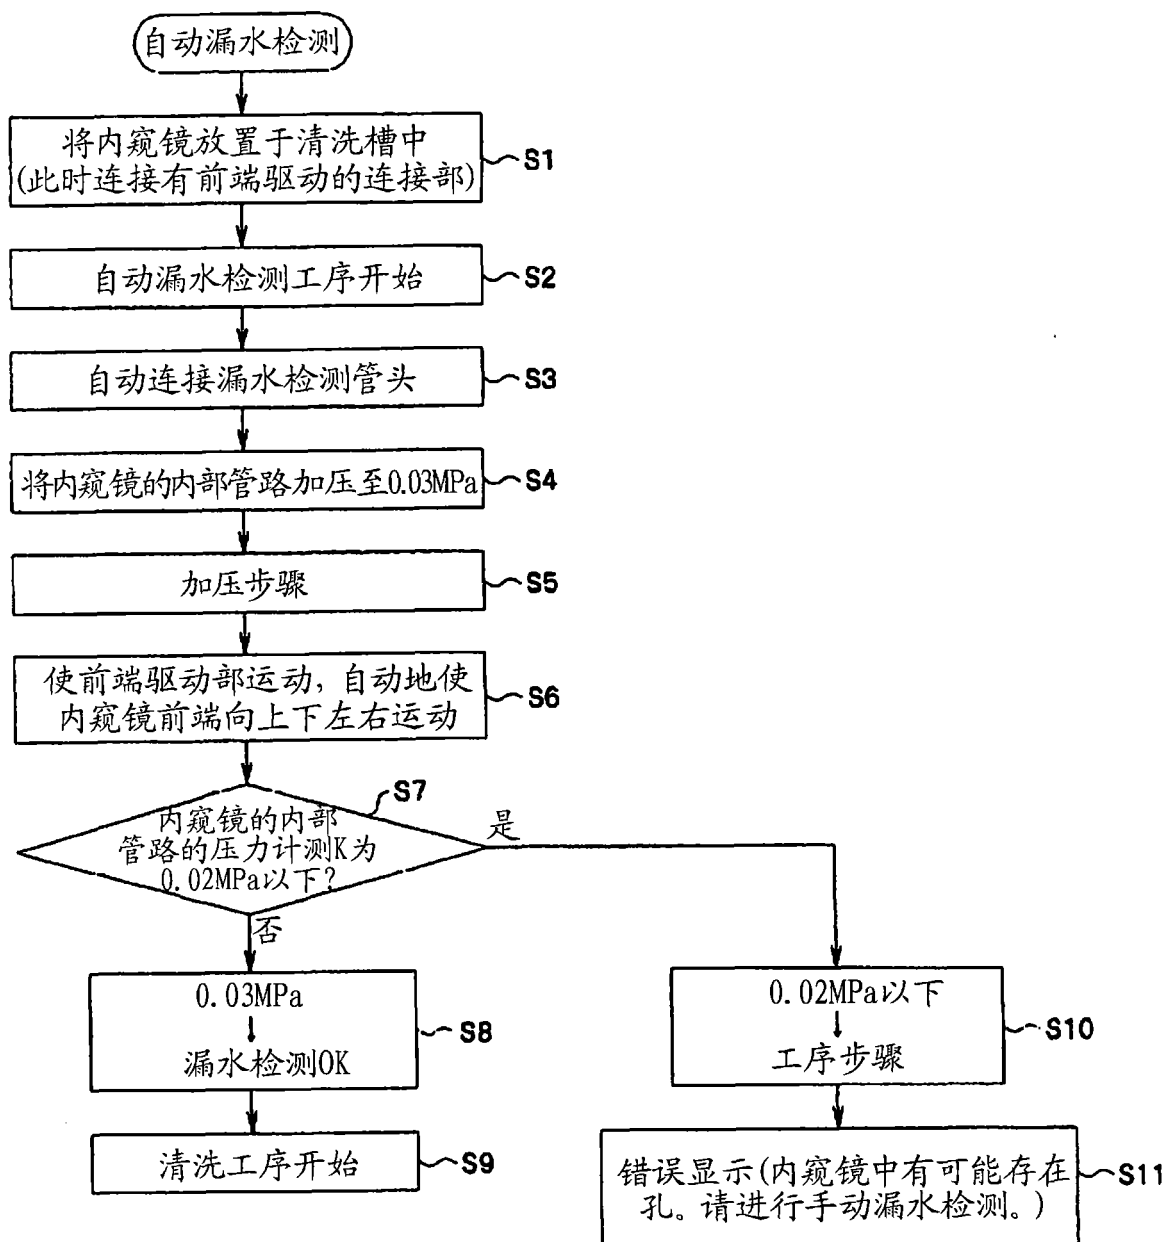 自动漏水检测
将内窥镜放置于清洗槽中
(此时连接有前端驱动的连接部)
S1
自动漏水检测工序开始
S2
自动连接漏水检测管头
S3
将内窥镜的内部管路加压至0.03MPa
S4
加压步骤
S5
使前端驱动部运动，自动地使
内窥镜前端向上下左右运动
S6
S7
内窥镜的内部
管路的压力计测K为
0.02MPa以下?
是
否
0.03MPa
漏水检测OK
S8
0.02MPa以下
工序步骤
S10
清洗工序开始
S9
错误显示(内窥镜中有可能存在
孔。请进行手动漏水检测。)
S11